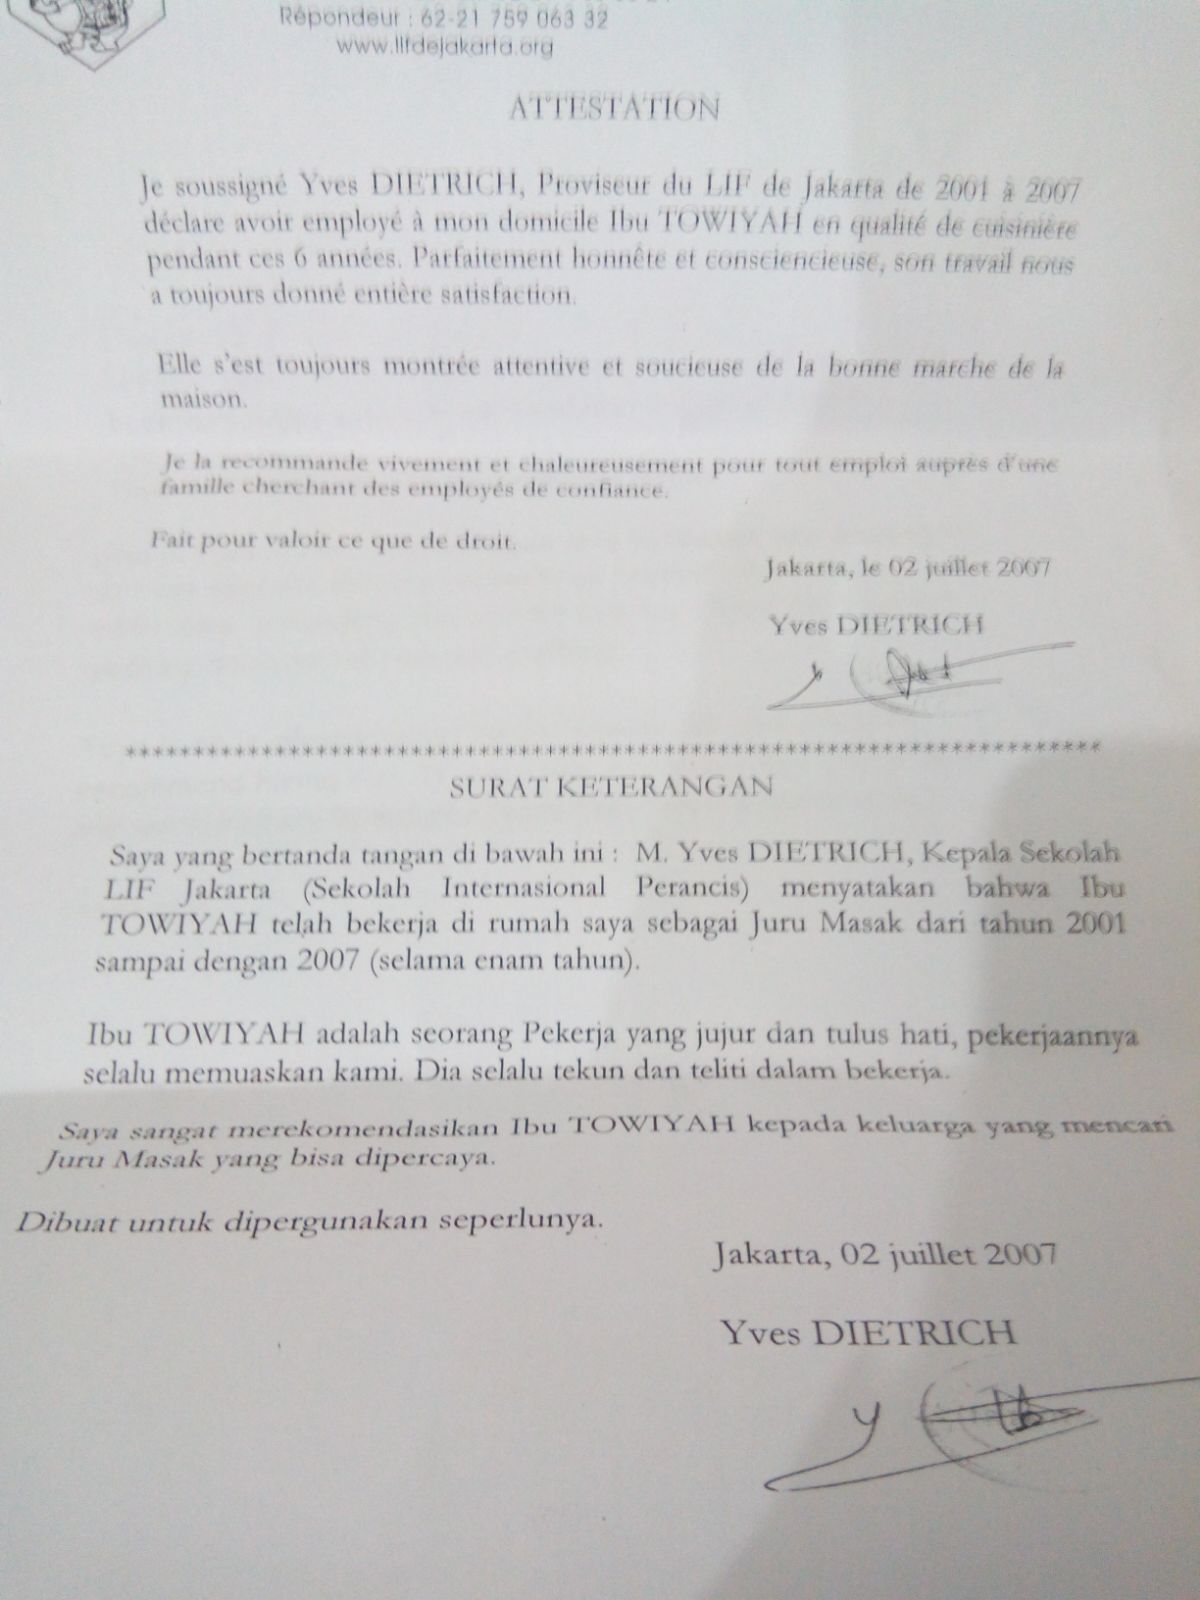 Répondeur : 62-21 759 063 32
www.lifdejakarta.org
ATTESTATION
Je soussigné Yves DIETRICH, Proviseur du LIF de Jakarta de 2001 à 2007
déclare avoir employé à mon domicile Ibu TOWIYAH en qualité de cuisinière
pendant ces 6 années. Parfaitement honnête et consciencieuse, son travail nous
a toujours donné entière satisfaction.
Elle s'est toujours montrée attentive et soucieuse de la bonne marche de la
maison.
Je la recommande vivement et chaleureusement pour tout emploi auprès d'une
famille cherchant des employés de confiance.
Fait pour valoir ce que de droit.
Jakarta, le 02 juillet 2007
Yves DIETRICH
***********************************************************************
SURAT KETERANGAN
Saya yang bertanda tangan di bawah ini : M. Yves DIETRICH, Kepala Sekolah
LIF Jakarta (Sekolah Internasional Perancis) menyatakan bahwa Ibu
TOWIYAH telah bekerja di rumah saya sebagai Juru Masak dari tahun 2001
sampai dengan 2007 (selama enam tahun).
Ibu TOWIYAH adalah seorang Pekerja yang jujur dan tulus hati, pekerjaannya
selalu memuaskan kami. Dia selalu tekun dan teliti dalam bekerja.
Saya sangat merekomendasikan Ibu TOWIYAH kepada keluarga yang mencari
Juru Masak yang bisa dipercaya.
Dibuat untuk dipergunakan seperlunya.
Jakarta, 02 juillet 2007
Yves DIETRICH